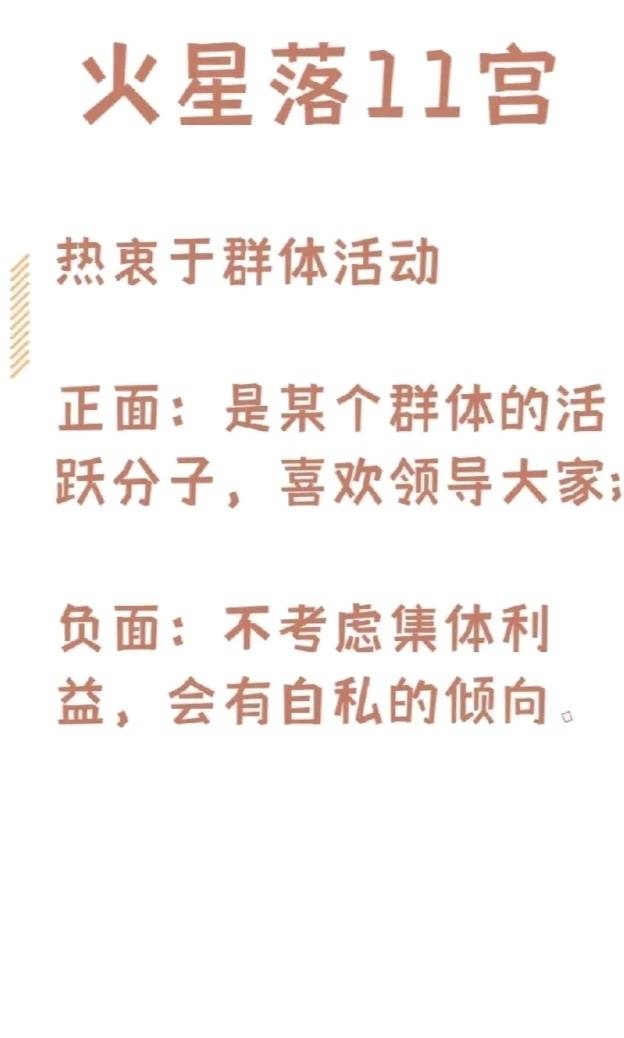 火星落11宫
热衷于群体活动
正面：是某个群体的活
跃分子，喜欢领导大家;
负面：不考虑集体利
益，会有自私的倾向。